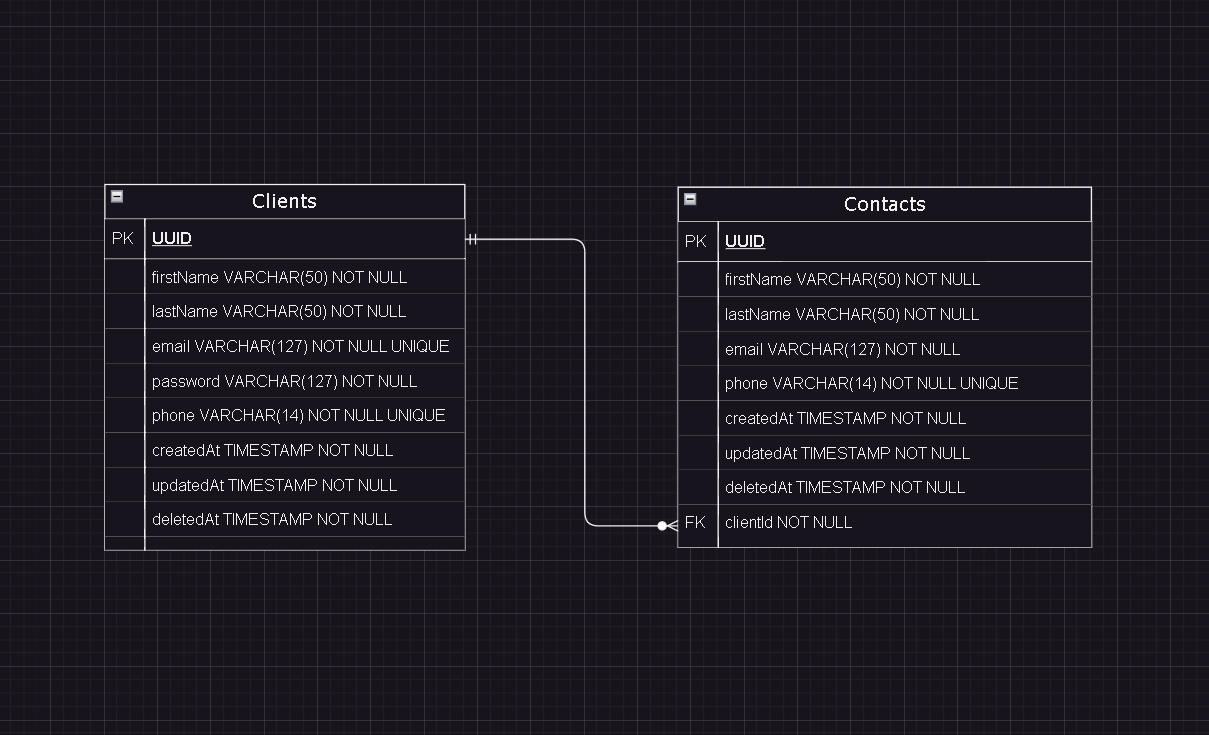 Clients
PK UUID
firstName VARCHAR(50) NOT NULL
lastName VARCHAR(50) NOT NULL
email VARCHAR(127) NOT NULL UNIQUE
password VARCHAR(127) NOT NULL
phone VARCHAR(14) NOT NULL UNIQUE
createdAt TIMESTAMP NOT NULL
updatedAt TIMESTAMP NOT NULL
deletedAt TIMESTAMP NOT NULL
Contacts
PK UUID
firstName VARCHAR(50) NOT NULL
lastName VARCHAR(50) NOT NULL
email VARCHAR(127) NOT NULL
phone VARCHAR(14) NOT NULL UNIQUE
createdAt TIMESTAMP NOT NULL
updatedAt TIMESTAMP NOT NULL
deletedAt TIMESTAMP NOT NULL
FK clientId NOT NULL